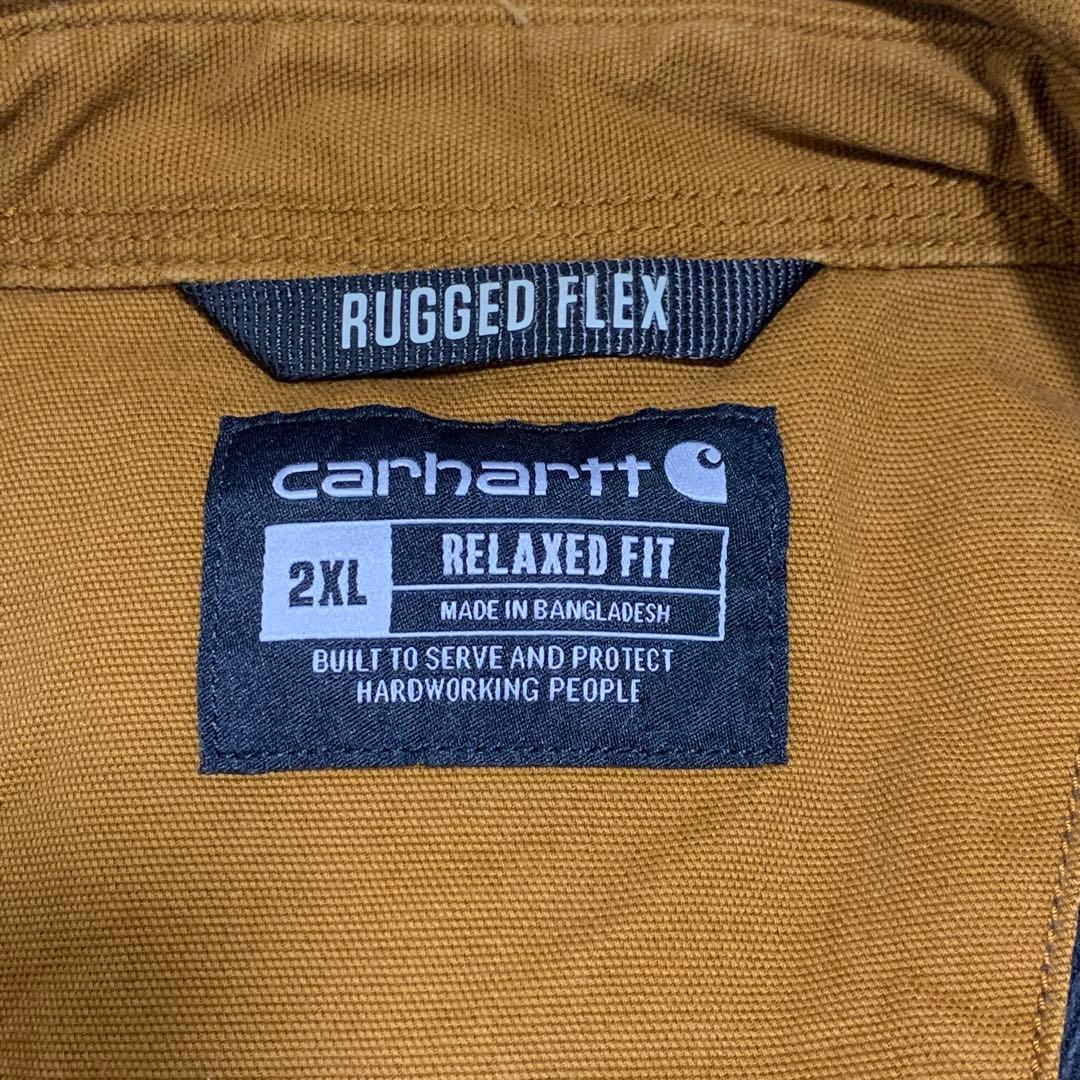 RUGGED FLEX
carhartt
2XL
RELAXED FIT
MADE IN BANGLADESH
BUILT TO SERVE AND PROTECT
HARDWORKING PEOPLE